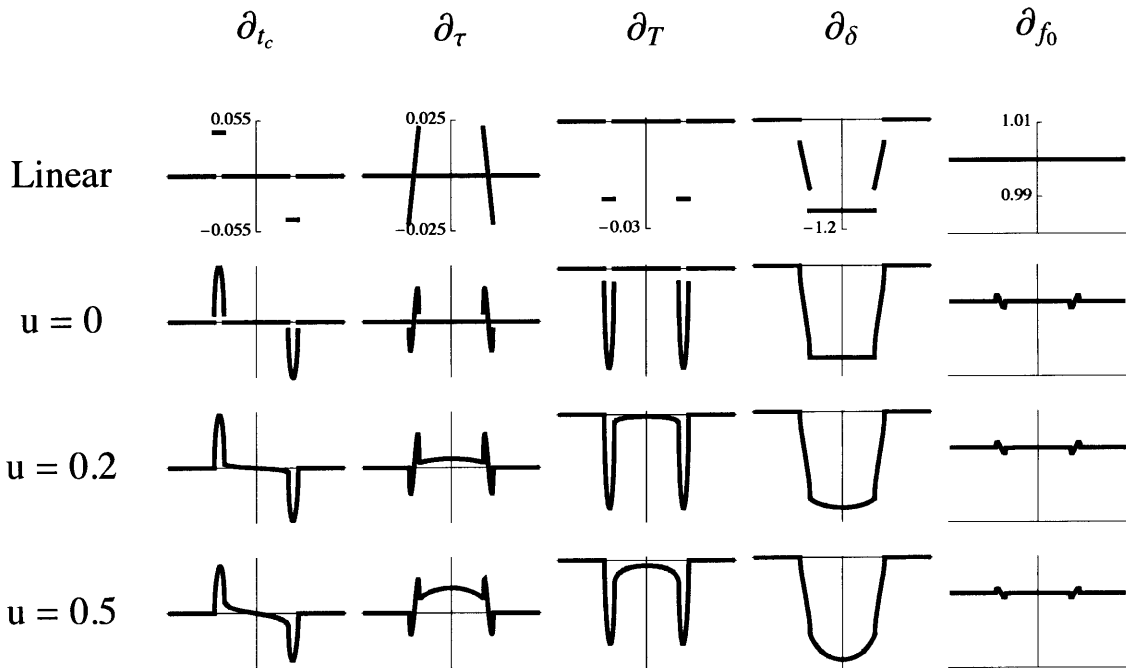 ∂_{t_c} ∂_τ ∂_T ∂_δ ∂_{f_0}
Linear
0.055
−0.055
0.025
−0.025
−0.03
−1.2
1.01
0.99
u = 0
u = 0.2
u = 0.5